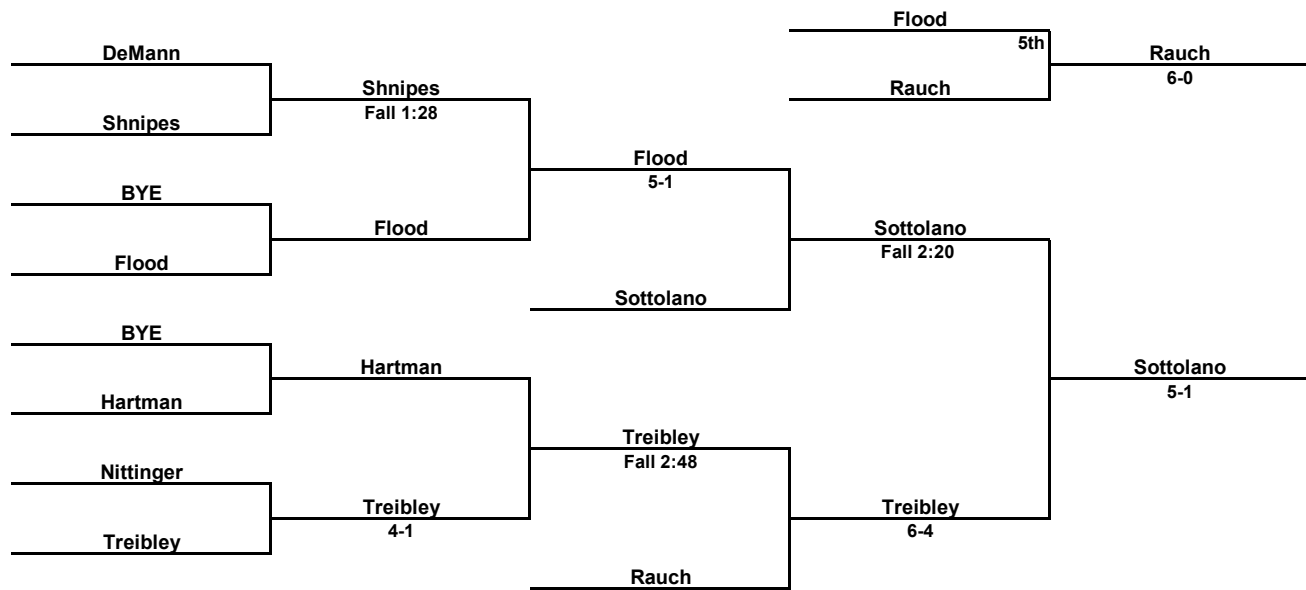 Flood
5th
DeMann
Rauch
6-0
Shnipes
Fall 1:28
Rauch
Shnipes
Flood
5-1
BYE
Flood
Sottolano
Fall 2:20
Flood
Sottolano
BYE
Hartman
Sottolano
5-1
Hartman
Treibley
Fall 2:48
Nittinger
Treibley
4-1
Treibley
6-4
Treibley
Rauch